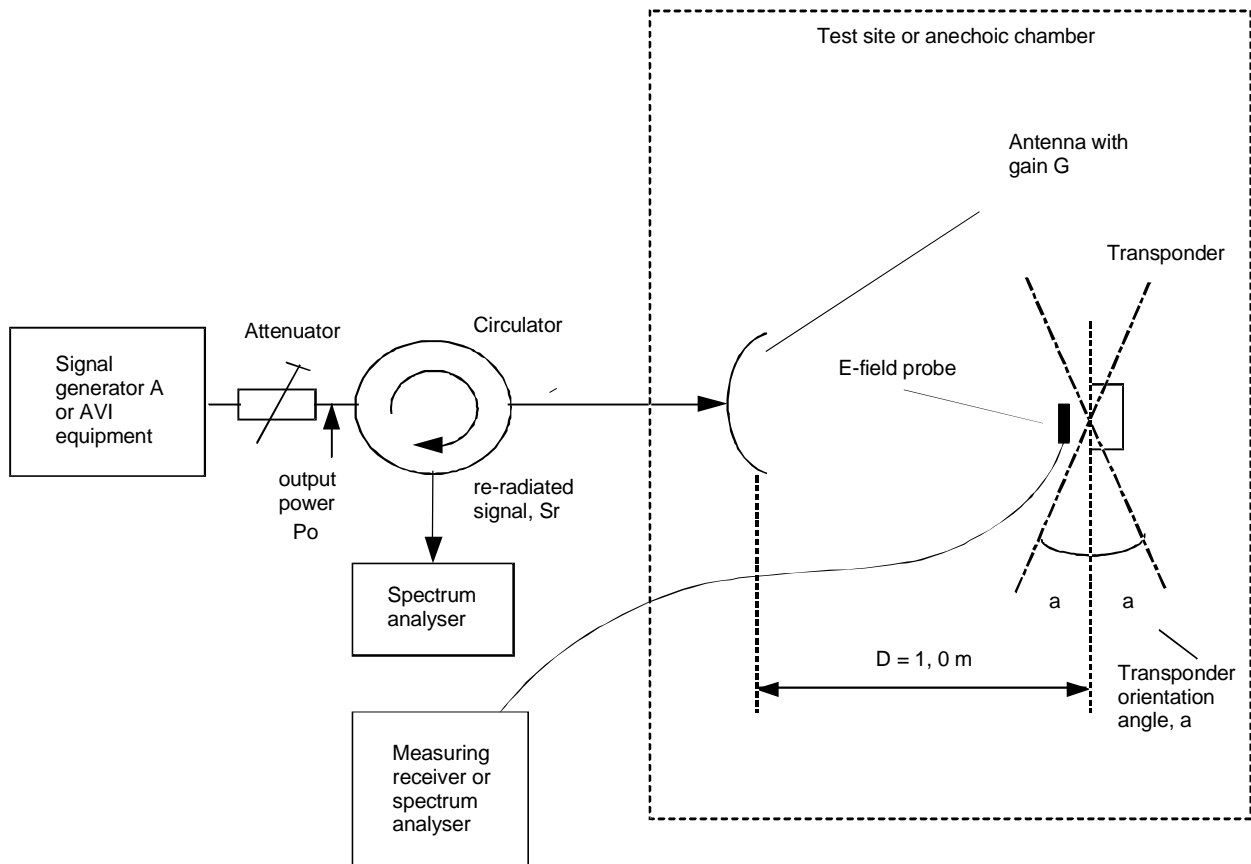 Test site or anechoic chamber
Antenna with
gain G
Transponder
Attenuator
Circulator
Signal
generator A
or AVI
equipment
E-field probe
output
power
Po
re-radiated
signal, Sr
Spectrum
analyser
a
a
D = 1, 0 m
Transponder
orientation
angle, a
Measuring
receiver or
spectrum
analyser